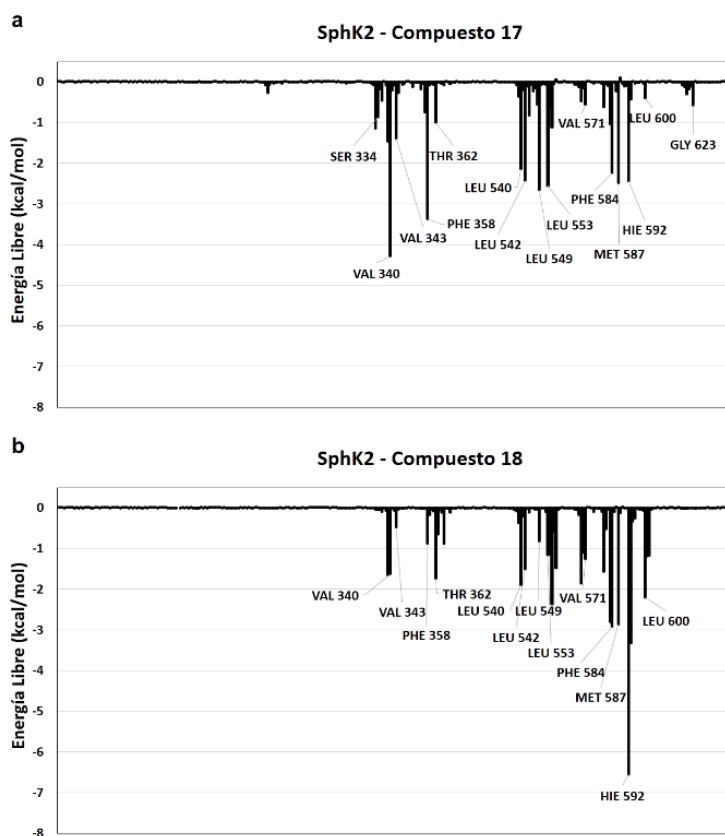 a
SphK2 - Compuesto 17
Energía Libre (kcal/mol)
0
-1
-2
-3
-4
-5
-6
-7
-8
SER 334
VAL 340
VAL 343
PHE 358
THR 362
LEU 540
LEU 542
LEU 549
LEU 553
VAL 571
PHE 584
MET 587
HIE 592
LEU 600
GLY 623
b
SphK2 - Compuesto 18
Energía Libre (kcal/mol)
0
-1
-2
-3
-4
-5
-6
-7
-8
VAL 340
VAL 343
PHE 358
THR 362
LEU 540
LEU 542
LEU 549
LEU 553
VAL 571
PHE 584
MET 587
HIE 592
LEU 600